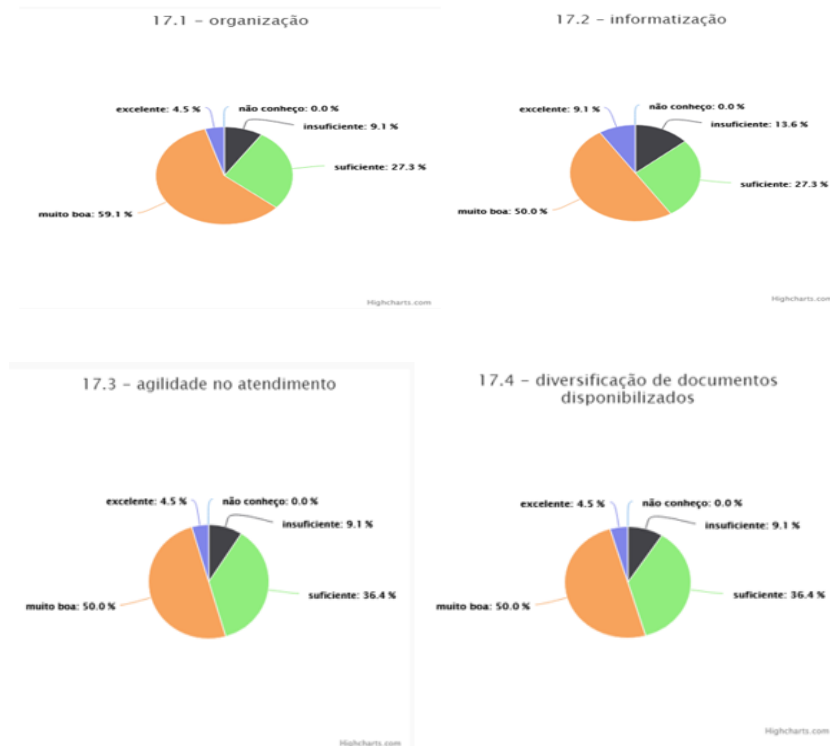 17.1 - organização
excelente: 4.5 %
não conheço: 0.0 %
insuficiente: 9.1 %
suficiente: 27.3 %
muito boa: 59.1 %
Highcharts.com
17.2 - informatização
excelente: 9.1 %
não conheço: 0.0 %
insuficiente: 13.6 %
suficiente: 27.3 %
muito boa: 50.0 %
Highcharts.com
17.3 - agilidade no atendimento
excelente: 4.5 %
não conheço: 0.0 %
insuficiente: 9.1 %
suficiente: 36.4 %
muito boa: 50.0 %
Highcharts.com
17.4 - diversificação de documentos
disponibilizados
excelente: 4.5 %
não conheço: 0.0 %
insuficiente: 9.1 %
suficiente: 36.4 %
muito boa: 50.0 %
Highcharts.com